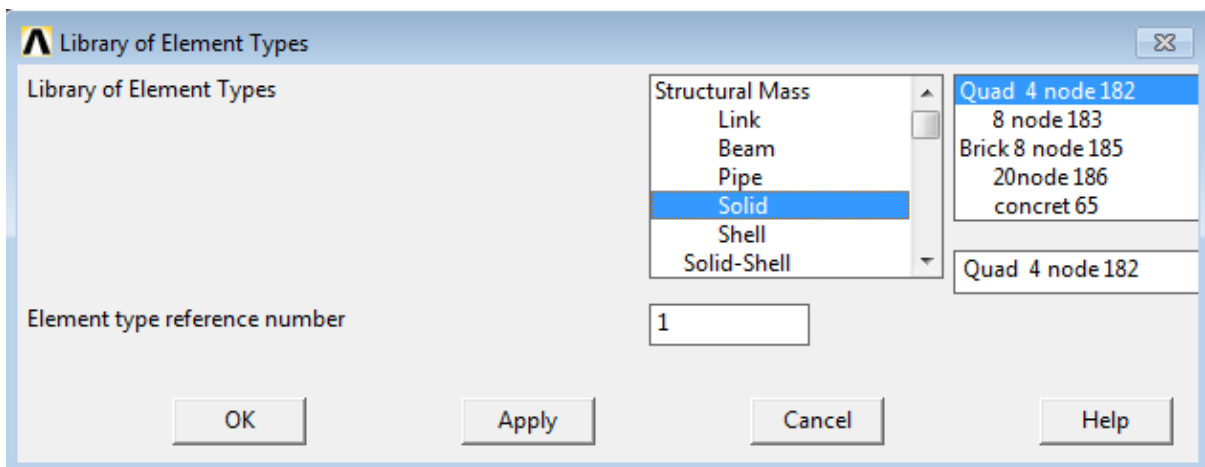 Library of Element Types
Library of Element Types
Structural Mass
Link
Beam
Pipe
Solid
Shell
Solid-Shell
Quad 4 node 182
8 node 183
Brick 8 node 185
20node 186
concret 65
Quad 4 node 182
Element type reference number
1
OK
Apply
Cancel
Help